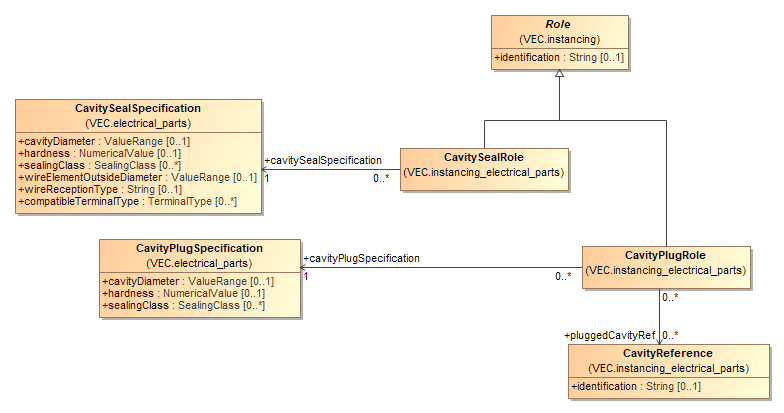 Role
(VEC.instancing)
+identification : String [0..1]
CavitySealSpecification
(VEC.electrical_parts)
+cavityDiameter : ValueRange [0..1]
+hardness : NumericalValue [0..1]
+sealingClass : SealingClass [0..*]
+wireElementOutsideDiameter : ValueRange [0..1]
+wireReceptionType : String [0..1]
+compatibleTerminalType : TerminalType [0..*]
+cavitySealSpecification
1
0..*
CavitySealRole
(VEC.instancing_electrical_parts)
CavityPlugSpecification
(VEC.electrical_parts)
+cavityDiameter : ValueRange [0..1]
+hardness : NumericalValue [0..1]
+sealingClass : SealingClass [0..*]
+cavityPlugSpecification
1
0..*
CavityPlugRole
(VEC.instancing_electrical_parts)
0..*
+pluggedCavityRef
0..*
CavityReference
(VEC.instancing_electrical_parts)
+identification : String [0..1]